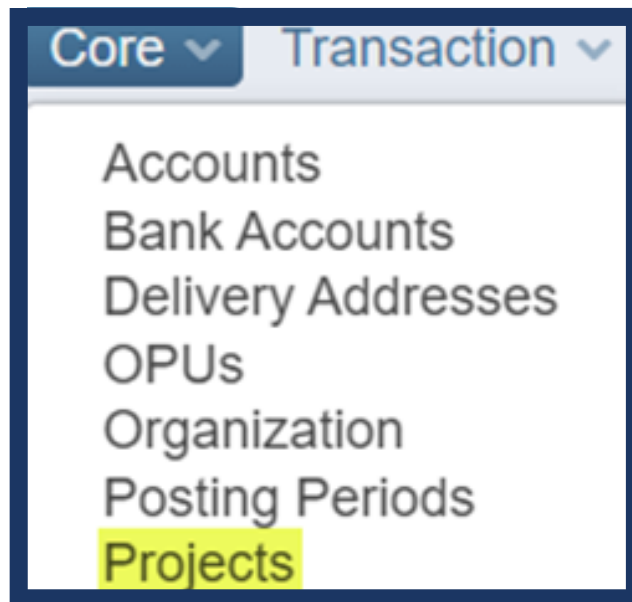 Core Transaction
Accounts
Bank Accounts
Delivery Addresses
OPUs
Organization
Posting Periods
Projects